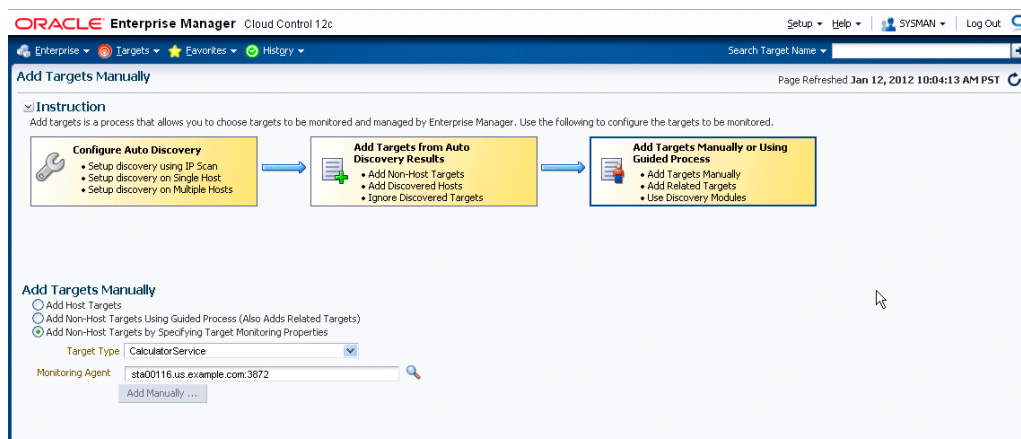 ORACLE Enterprise Manager Cloud Control 12c
Setup Help SYSMAN Log Out
Enterprise Targets Favorites History Search Target Name
Add Targets Manually
Page Refreshed Jan 12, 2012 10:04:13 AM PST
Instruction
Add targets is a process that allows you to choose targets to be monitored and managed by Enterprise Manager. Use the following to configure the targets to be monitored.
Configure Auto Discovery
• Setup discovery using IP Scan
• Setup discovery on Single Host
• Setup discovery on Multiple Hosts
Add Targets from Auto
Discovery Results
• Add Non-Host Targets
• Add Discovered Hosts
• Ignore Discovered Targets
Add Targets Manually or Using
Guided Process
• Add Targets Manually
• Add Related Targets
• Use Discovery Modules
Add Targets Manually
Add Host Targets
Add Non-Host Targets Using Guided Process (Also Adds Related Targets)
Add Non-Host Targets by Specifying Target Monitoring Properties
Target Type CalculatorService
Monitoring Agent sta00116.us.example.com:3872
Add Manually ...